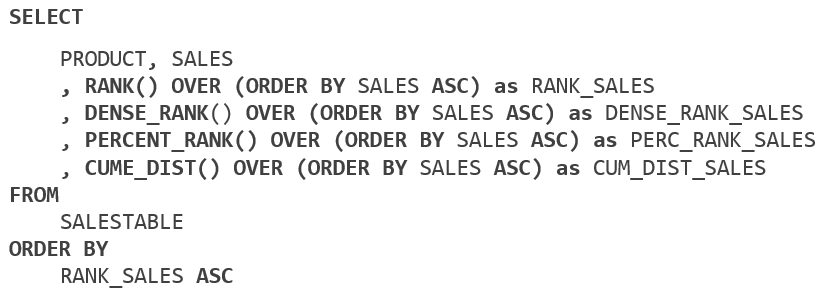 SELECT
PRODUCT, SALES
, RANK() OVER (ORDER BY SALES ASC) as RANK_SALES
, DENSE_RANK() OVER (ORDER BY SALES ASC) as DENSE_RANK_SALES
, PERCENT_RANK() OVER (ORDER BY SALES ASC) as PERC_RANK_SALES
, CUME_DIST() OVER (ORDER BY SALES ASC) as CUM_DIST_SALES
FROM
SALESTABLE
ORDER BY
RANK_SALES ASC